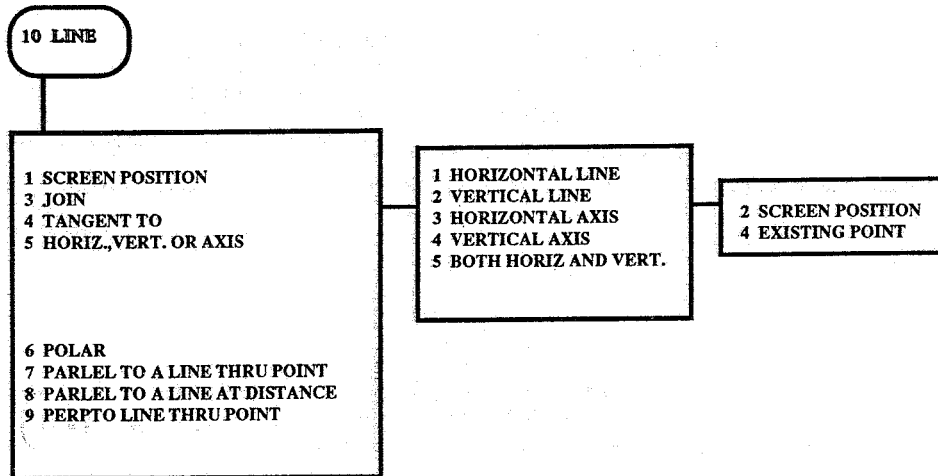 10 LINE
1 SCREEN POSITION
3 JOIN
4 TANGENT TO
5 HORIZ.,VERT. OR AXIS
6 POLAR
7 PARLEL TO A LINE THRU POINT
8 PARLEL TO A LINE AT DISTANCE
9 PERPTO LINE THRU POINT
1 HORIZONTAL LINE
2 VERTICAL LINE
3 HORIZONTAL AXIS
4 VERTICAL AXIS
5 BOTH HORIZ AND VERT.
2 SCREEN POSITION
4 EXISTING POINT